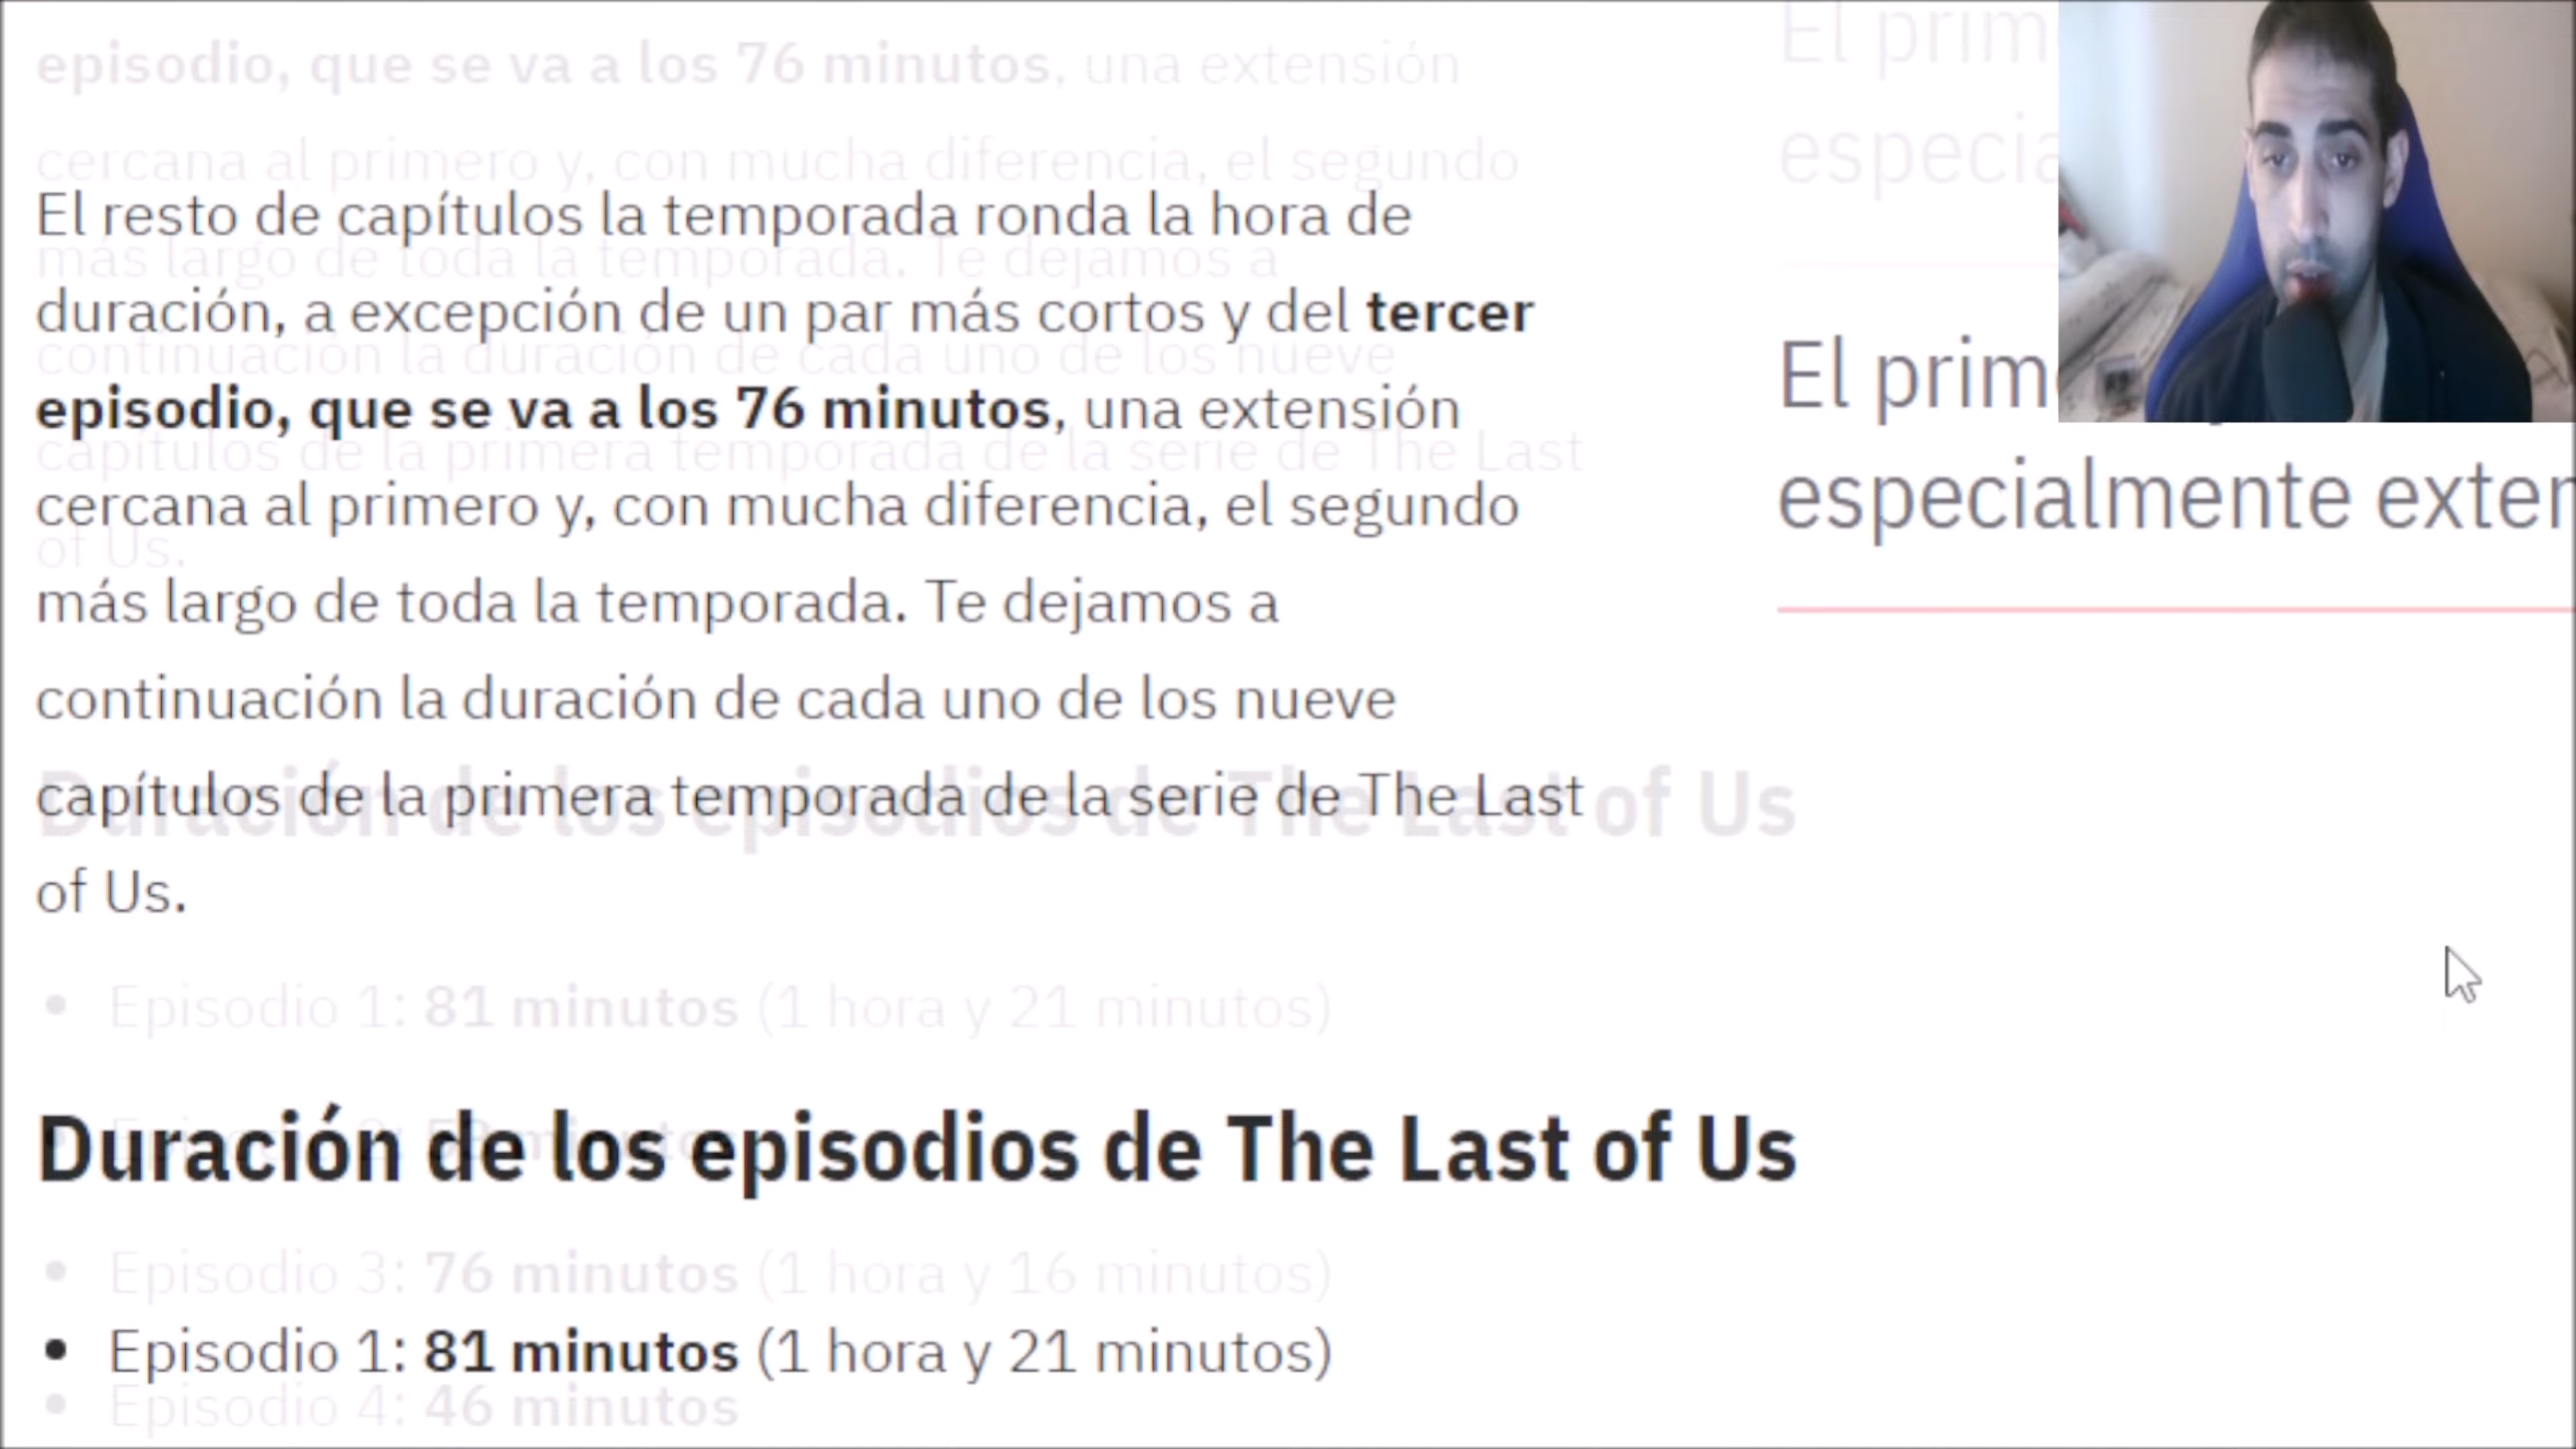 episodio, que se va a los 76 minutos, una extensión
cercana al primero y, con mucha diferencia, el segundo
El resto de capítulos la temporada ronda la hora de
más largo de toda la temporada. Te dejamos a
duración, a excepción de un par más cortos y del tercer
continuación la duración de cada uno de los nueve
episodio, que se va a los 76 minutos, una extensión
capítulos de la primera temporada de la serie de The Last
cercana al primero y, con mucha diferencia, el segundo
of Us.
más largo de toda la temporada. Te dejamos a
continuación la duración de cada uno de los nueve
capítulos de la primera temporada de la serie de The Last
Duración de los episodios de The Last of Us
of Us.
• Episodio 1: 81 minutos (1 hora y 21 minutos)
Duración de los episodios de The Last of Us
• Episodio 3: 76 minutos (1 hora y 16 minutos)
• Episodio 1: 81 minutos (1 hora y 21 minutos)
• Episodio 4: 46 minutos
El prim
especia
El prim
especialmente exten